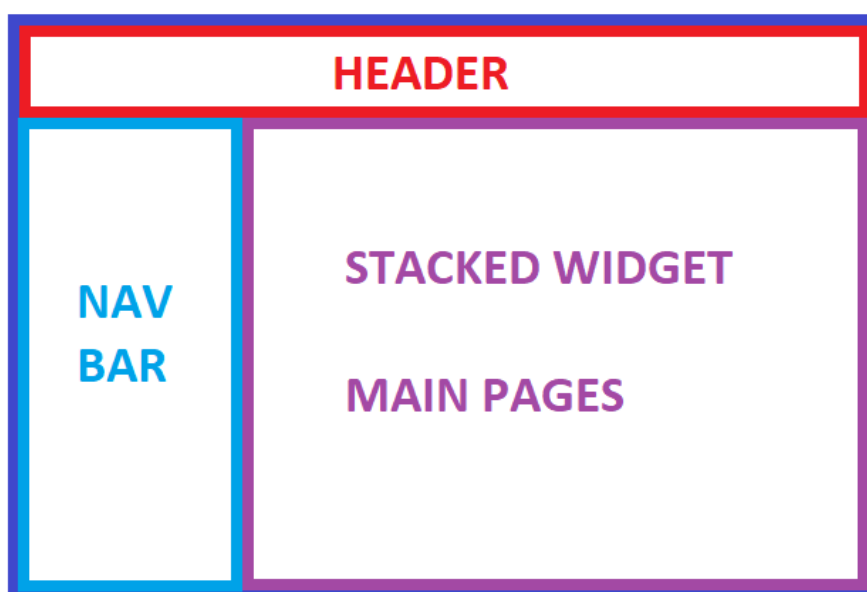 HEADER
NAV
BAR
STACKED WIDGET
MAIN PAGES